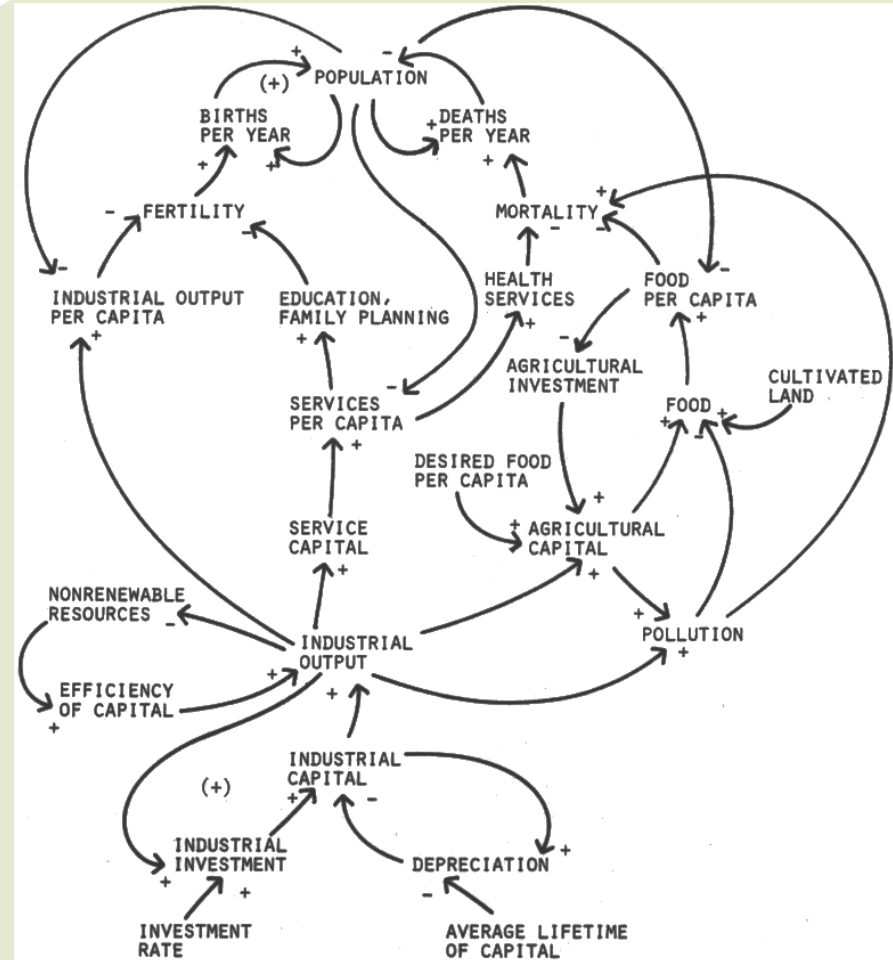 +
-
(+)
POPULATION
BIRTHS
PER YEAR
+
DEATHS
PER YEAR
+
+
+
+
-
FERTILITY
-
MORTALITY
-
-
-
-
INDUSTRIAL OUTPUT
PER CAPITA
+
EDUCATION,
FAMILY PLANNING
+
HEALTH
SERVICES
+
FOOD
PER CAPITA
+
-
AGRICULTURAL
INVESTMENT
CULTIVATED
LAND
-
SERVICES
PER CAPITA
+
FOOD
+
+
-
DESIRED FOOD
PER CAPITA
+
+
AGRICULTURAL
CAPITAL
+
SERVICE
CAPITAL
+
NONRENEWABLE
RESOURCES
-
INDUSTRIAL
OUTPUT
+
+
+
POLLUTION
+
EFFICIENCY
OF CAPITAL
+
INDUSTRIAL
CAPITAL
+
-
(+)
INDUSTRIAL
INVESTMENT
+
+
DEPRECIATION
+
-
INVESTMENT
RATE
AVERAGE LIFETIME
OF CAPITAL